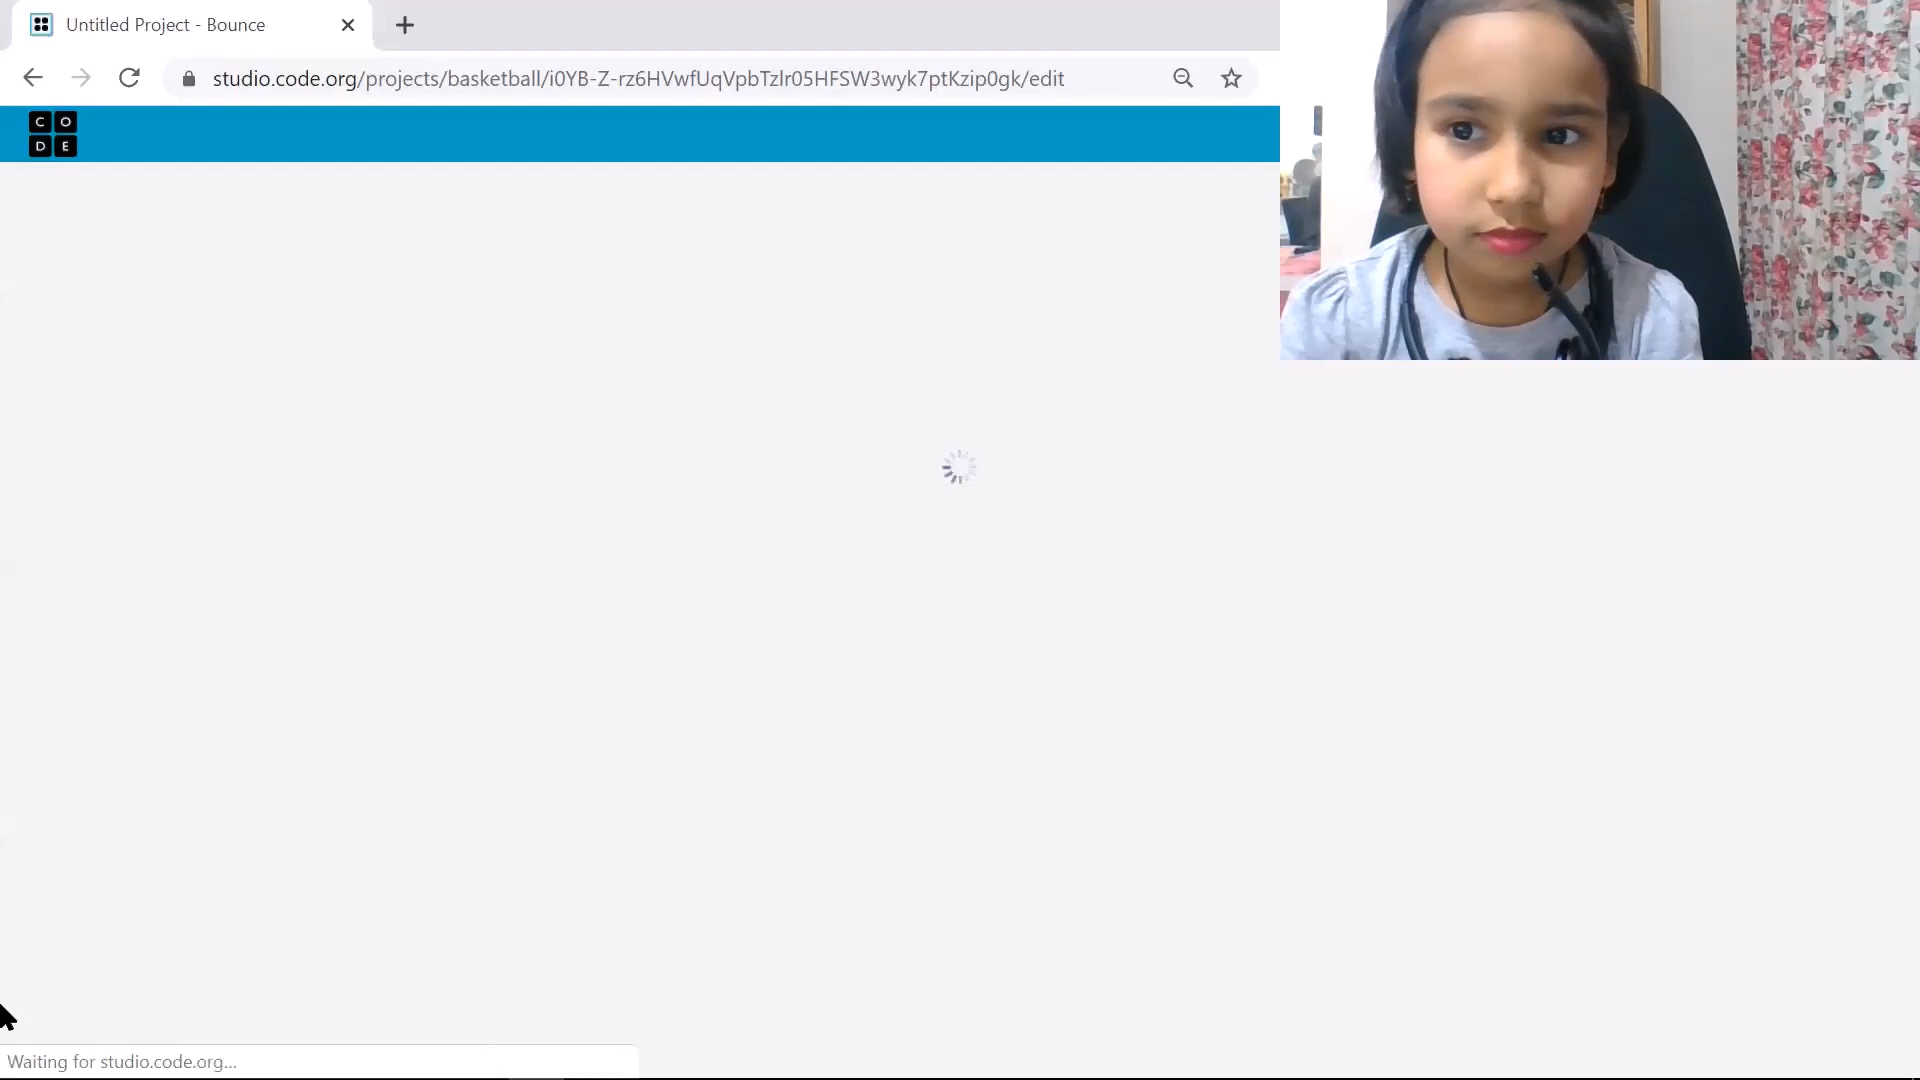 Untitled Project - Bounce
studio.code.org/projects/basketball/i0YB-Z-rz6HVwfUqVpbTzlr05HFSW3wyk7ptKzip0gk/edit
C O
D E
Waiting for studio.code.org...